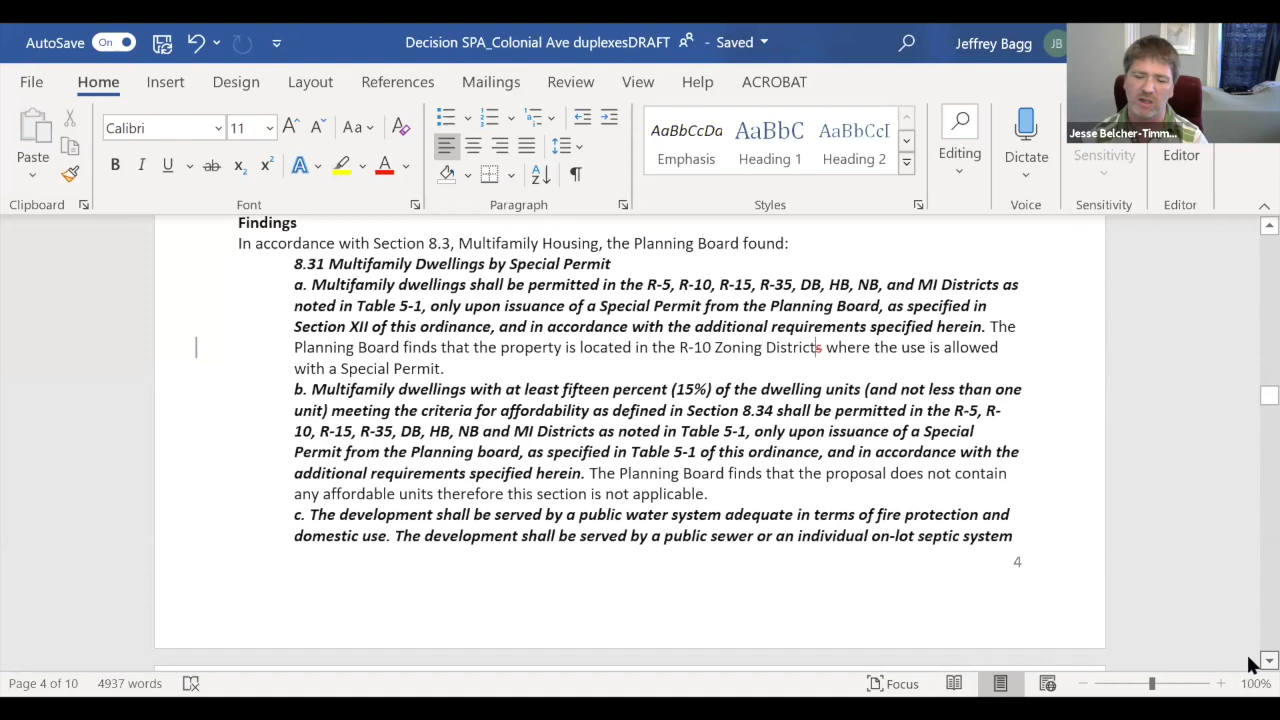 AutoSave On Decision SPA_Colonial Ave duplexesDRAFT - Saved Jeffrey Bagg JB
File Home Insert Design Layout References Mailings Review View Help ACROBAT
Jesse Belcher-Timm...
Paste Calibri 11 Aa AaBbCcDd AaBbC AaBbCcI
B I U ab x2 x2 A A Emphasis Heading 1 Heading 2 Editing Dictate Sensitivity Editor
Clipboard Font Paragraph Styles Voice Sensitivity Editor
Findings
In accordance with Section 8.3, Multifamily Housing, the Planning Board found:
8.31 Multifamily Dwellings by Special Permit
a. Multifamily dwellings shall be permitted in the R-5, R-10, R-15, R-35, DB, HB, NB, and MI Districts as
noted in Table 5-1, only upon issuance of a Special Permit from the Planning Board, as specified in
Section XII of this ordinance, and in accordance with the additional requirements specified herein. The
Planning Board finds that the property is located in the R-10 Zoning Districts where the use is allowed
with a Special Permit.
b. Multifamily dwellings with at least fifteen percent (15%) of the dwelling units (and not less than one
unit) meeting the criteria for affordability as defined in Section 8.34 shall be permitted in the R-5, R-
10, R-15, R-35, DB, HB, NB and MI Districts as noted in Table 5-1, only upon issuance of a Special
Permit from the Planning board, as specified in Table 5-1 of this ordinance, and in accordance with the
additional requirements specified herein. The Planning Board finds that the proposal does not contain
any affordable units therefore this section is not applicable.
c. The development shall be served by a public water system adequate in terms of fire protection and
domestic use. The development shall be served by a public sewer or an individual on-lot septic system
4
Page 4 of 10 4937 words Focus 100%